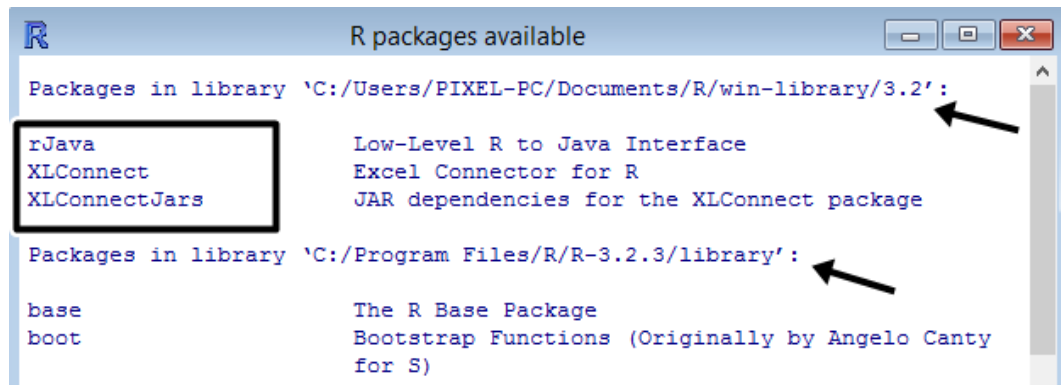 R packages available
Packages in library ‘C:/Users/PIXEL-PC/Documents/R/win-library/3.2’:
rJava Low-Level R to Java Interface
XLConnect Excel Connector for R
XLConnectJars JAR dependencies for the XLConnect package
Packages in library ‘C:/Program Files/R/R-3.2.3/library’:
base The R Base Package
boot Bootstrap Functions (Originally by Angelo Canty
for S)